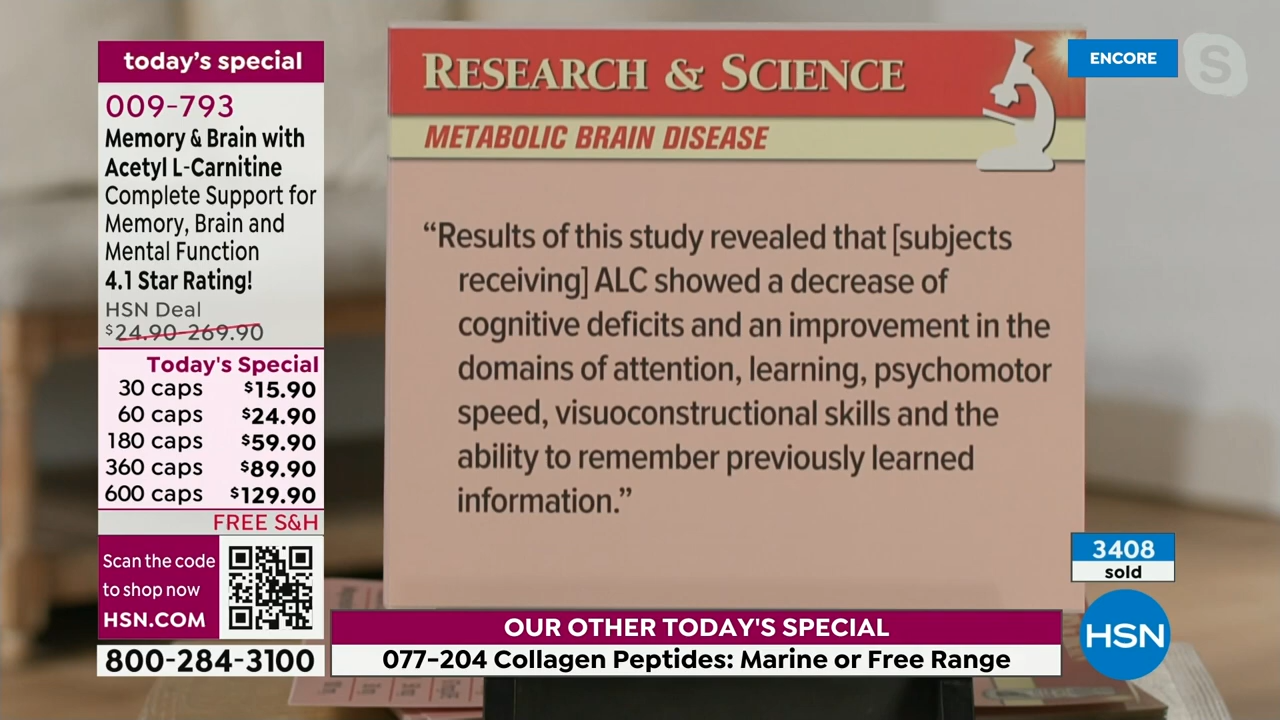 today's special
009-793
Memory & Brain with
Acetyl L-Carnitine
Complete Support for
Memory, Brain and
Mental Function
4.1 Star Rating!
HSN Deal
$24.90-269.90
Today's Special
30 caps $15.90
60 caps $24.90
180 caps $59.90
360 caps $89.90
600 caps $129.90
FREE S&H
Scan the code
to shop now
HSN.COM
800-284-3100
RESEARCH & SCIENCE
METABOLIC BRAIN DISEASE
“Results of this study revealed that [subjects
receiving] ALC showed a decrease of
cognitive deficits and an improvement in the
domains of attention, learning, psychomotor
speed, visuoconstructional skills and the
ability to remember previously learned
information.”
ENCORE
S
3408
sold
HSN
OUR OTHER TODAY'S SPECIAL
077-204 Collagen Peptides: Marine or Free Range